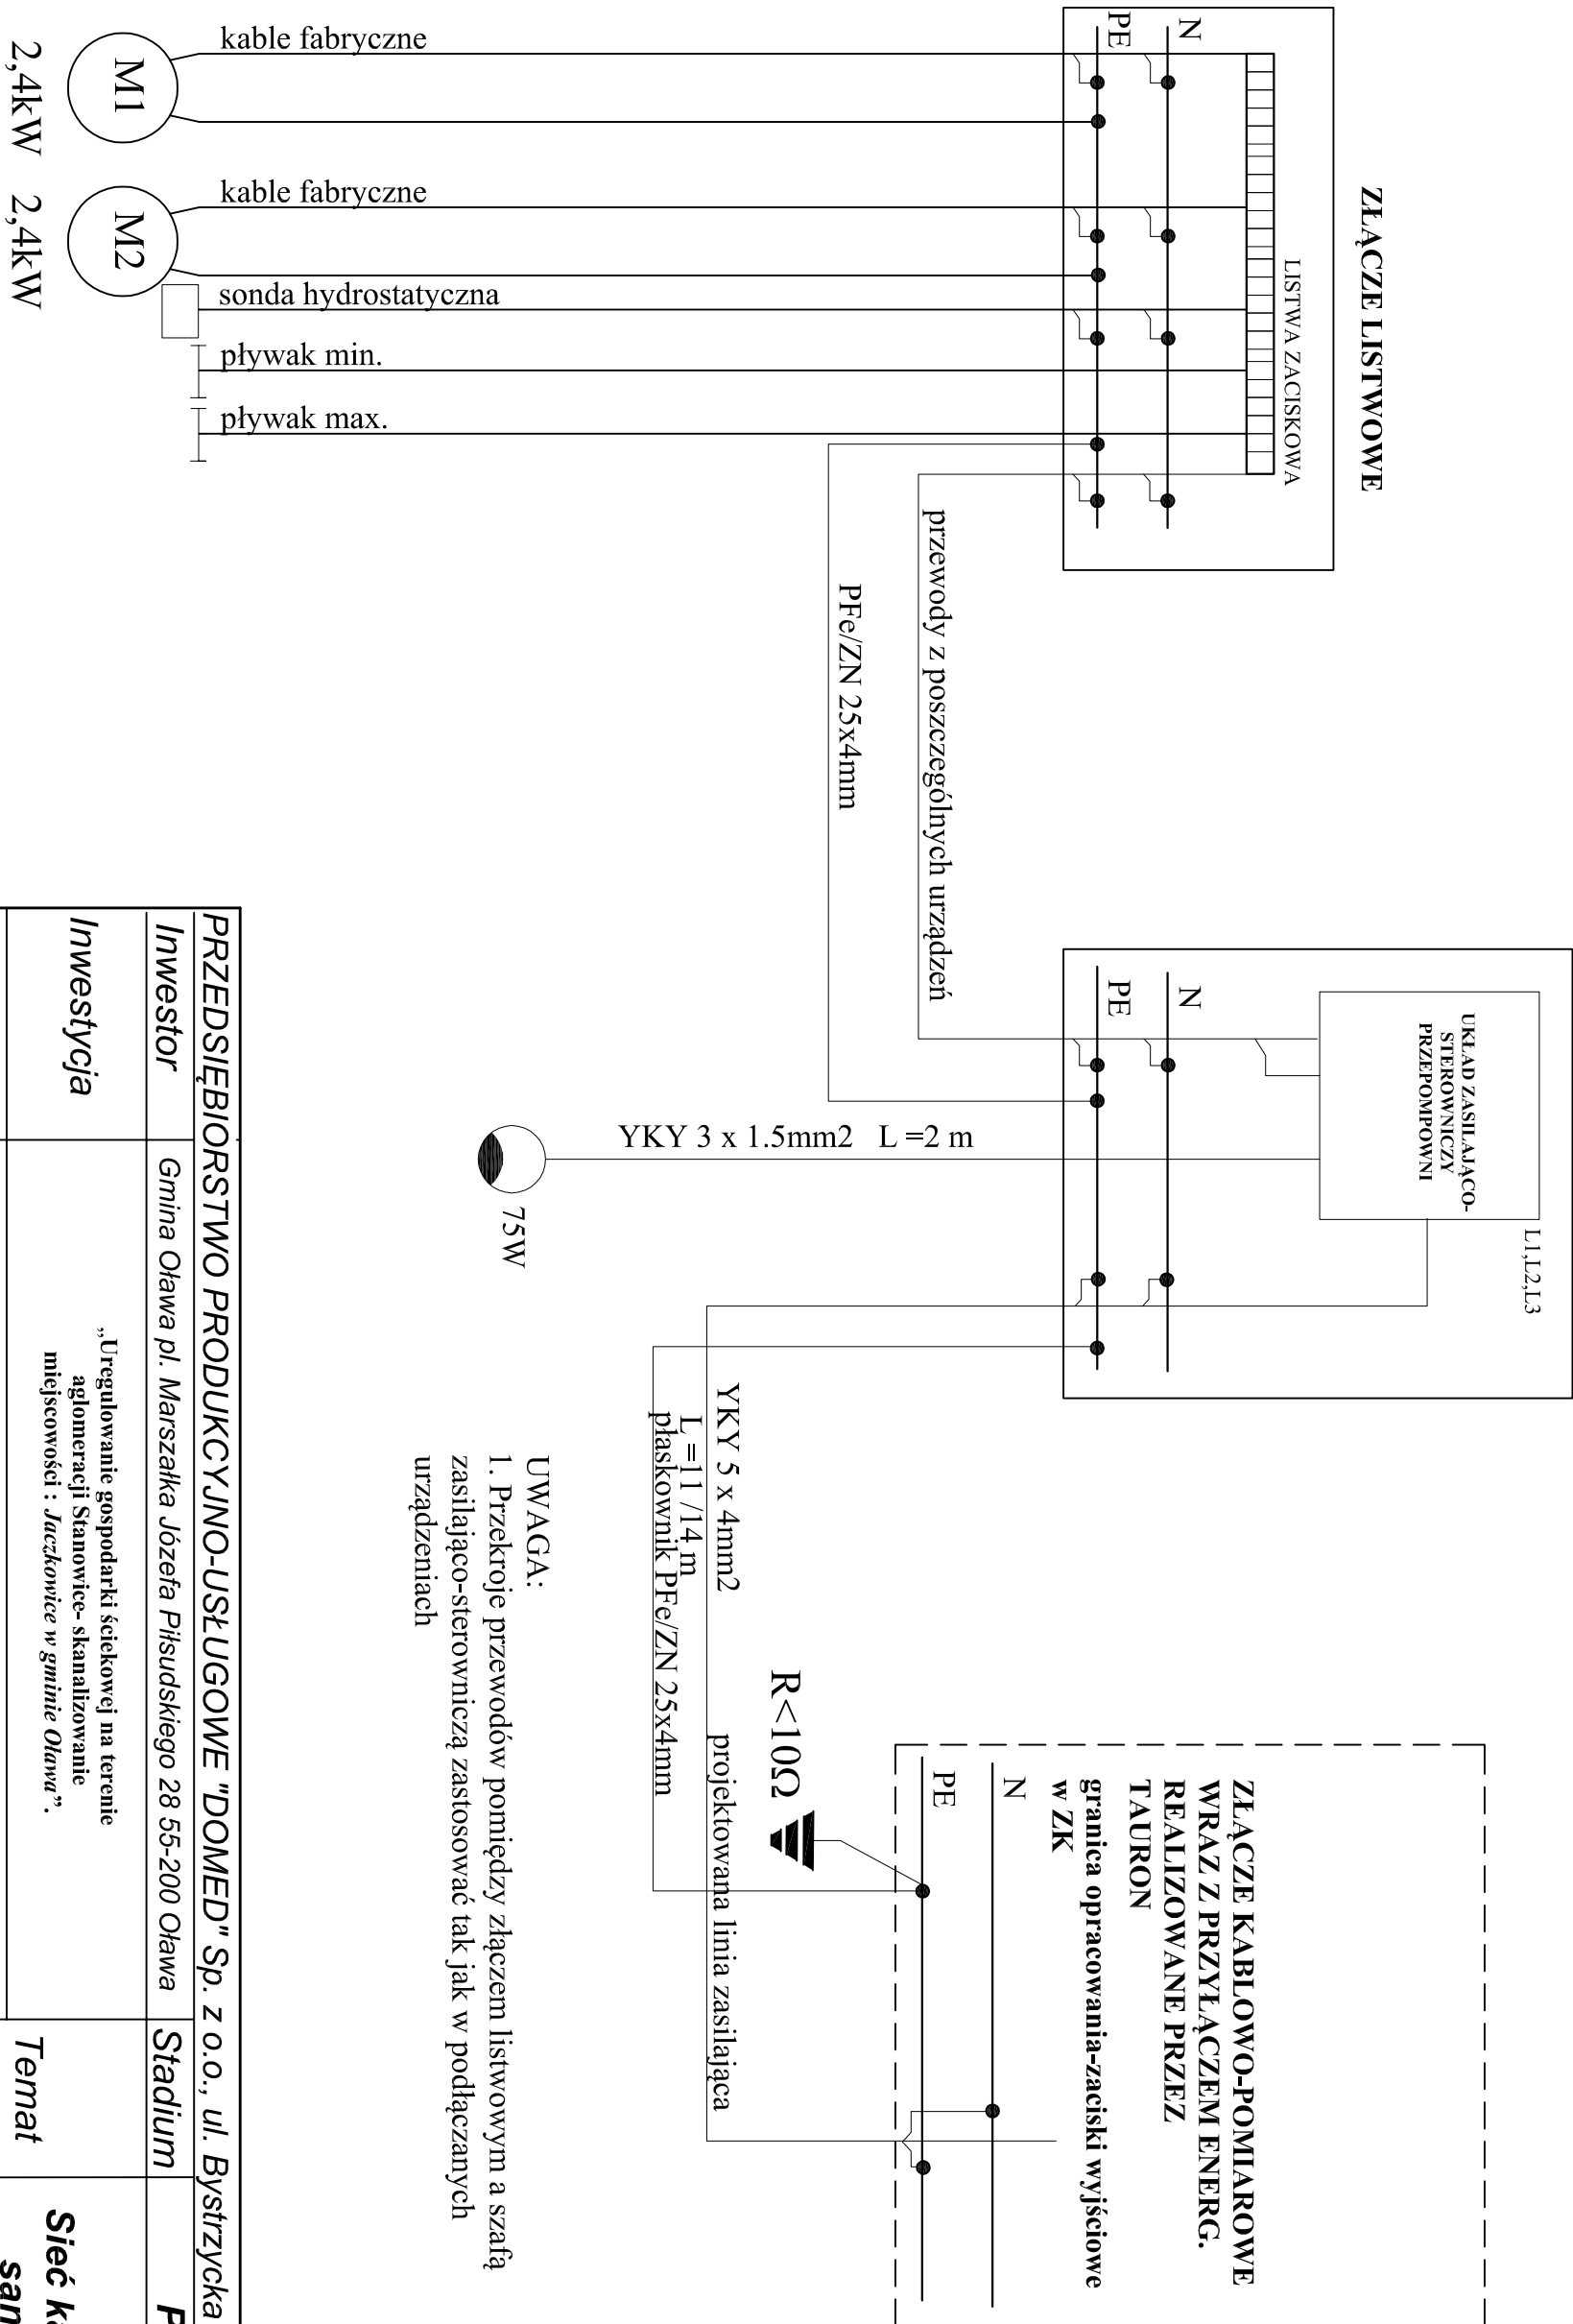 ZŁĄCZE LISTWOWE
LISTWA ZACISKOWA
N
PE
kable fabryczne
kable fabryczne
sonda hydrostatyczna
pływak min.
pływak max.
M1
M2
2,4kW
2,4kW
przewody z poszczególnych urządzeń
PFe/ZN 25x4mm
UKŁAD ZASILAJĄCO-
STEROWNICZY
PRZEPOMPOWNI
L1,L2,L3
N
PE
YKY 3 x 1.5mm2 L =2 m
75W
YKY 5 x 4mm2
L =11 /14 m
płaskownik PFe/ZN 25x4mm
projektowana linia zasilająca
R<10Ω
ZŁĄCZE KABLOWO-POMIAROWE
WRAZ Z PRZYŁĄCZEM ENERG.
REALIZOWANE PRZEZ
TAURON
granica opracowania-zaciski wyjściowe
w ZK
N
PE
UWAGA:
1. Przekroje przewodów pomiędzy złączem listwowym a szafą
zasilająco-sterowniczą zastosować tak jak w podłączanych
urządzeniach
PRZEDSIĘBIORSTWO PRODUKCYJNO-USŁUGOWE "DOMED" Sp. z o.o., ul. Bystrzycka
Inwestor
Gmina Oława pl. Marszałka Józefa Piłsudskiego 28 55-200 Oława
Stadium
Inwestycja
„Uregulowanie gospodarki ściekowej na terenie
aglomeracji Stanowice- skanalizowanie
miejscowości : Jaczkowice w gminie Oława”.
Temat
Sieć